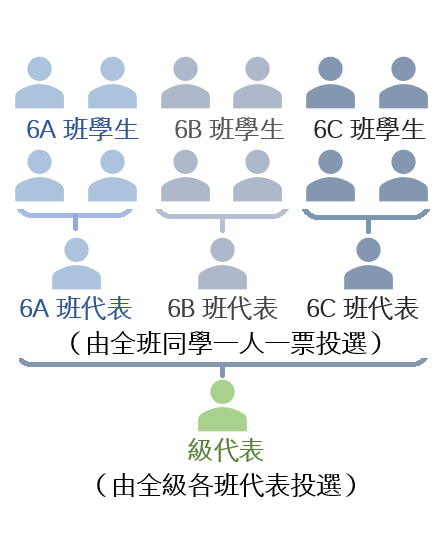 6A 班學生 6B 班學生 6C 班學生
6A 班代表 6B 班代表 6C 班代表
（由全班同學一人一票投選）
級代表
（由全級各班代表投選）